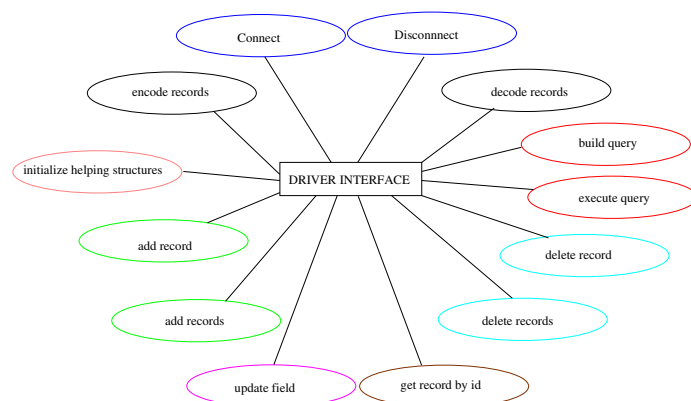 Connect
Disconnnect
encode records
decode records
build query
initialize helping structures
DRIVER INTERFACE
execute query
add record
delete record
add records
delete records
update field
get record by id